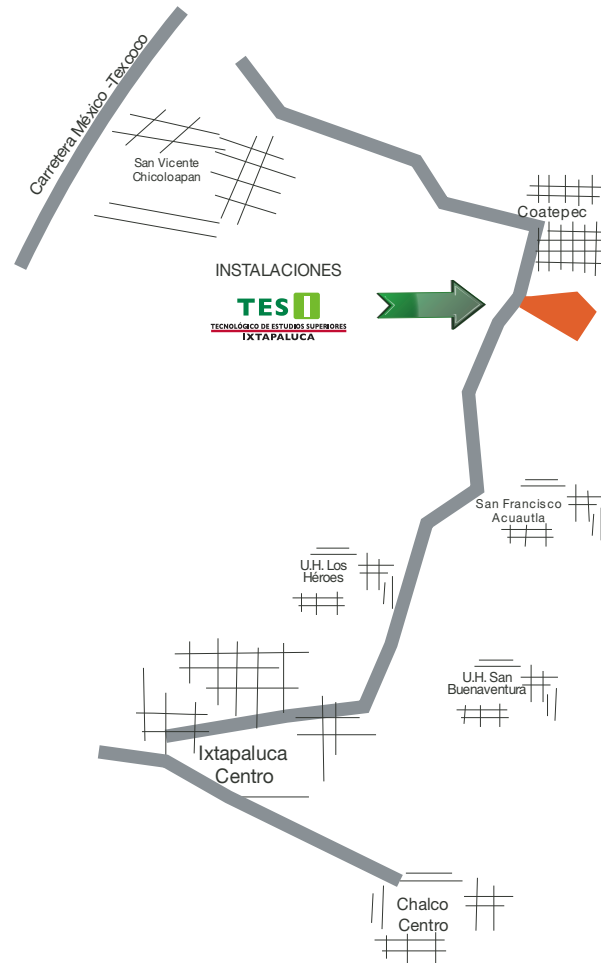 Carretera México -Texcoco
San Vicente
Chicoloapan
Coatepec
INSTALACIONES
TES I
TECNOLÓGICO DE ESTUDIOS SUPERIORES
IXTAPALUCA
San Francisco
Acuautla
U.H. Los
Héroes
U.H. San
Buenaventura
Ixtapaluca
Centro
Chalco
Centro